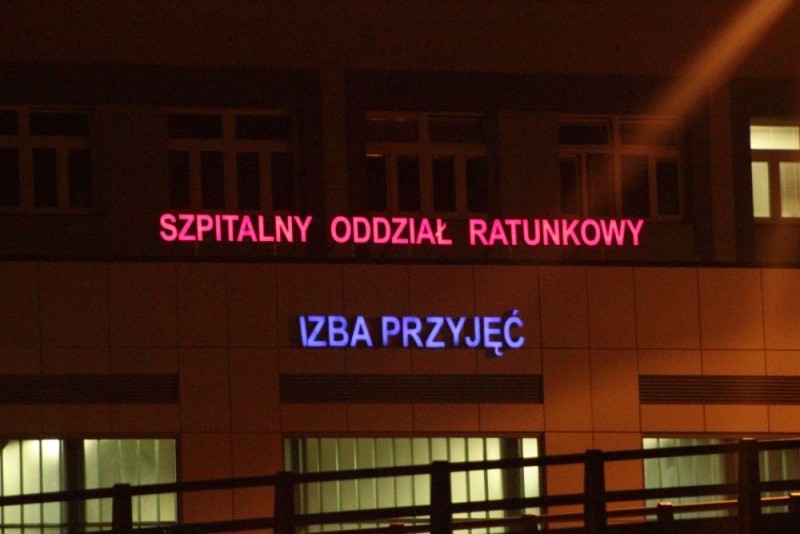 SZPITALNY ODDZIAŁ RATUNKOWY
IZBA PRZYJĘĆ